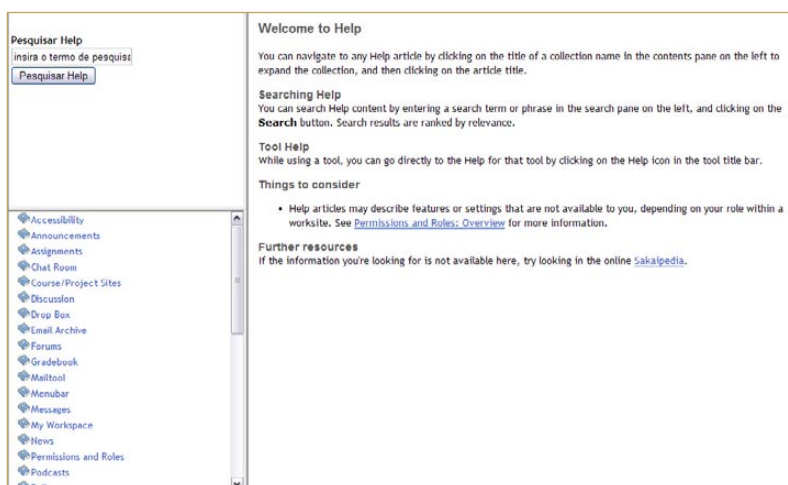 Pesquisar Help
insira o termo de pesquisa
Pesquisar Help
Accessibility
Announcements
Assignments
Chat Room
Course/Project Sites
Discussion
Drop Box
Email Archive
Forums
Gradebook
Mailtool
Menubar
Messages
My Workspace
News
Permissions and Roles
Podcasts
Welcome to Help
You can navigate to any Help article by clicking on the title of a collection name in the contents pane on the left to
expand the collection, and then clicking on the article title.
Searching Help
You can search Help content by entering a search term or phrase in the search pane on the left, and clicking on the
Search button. Search results are ranked by relevance.
Tool Help
While using a tool, you can go directly to the Help for that tool by clicking on the Help icon in the tool title bar.
Things to consider
• Help articles may describe features or settings that are not available to you, depending on your role within a
worksite. See Permissions and Roles: Overview for more information.
Further resources
If the information you're looking for is not available here, try looking in the online Sakaipedia.